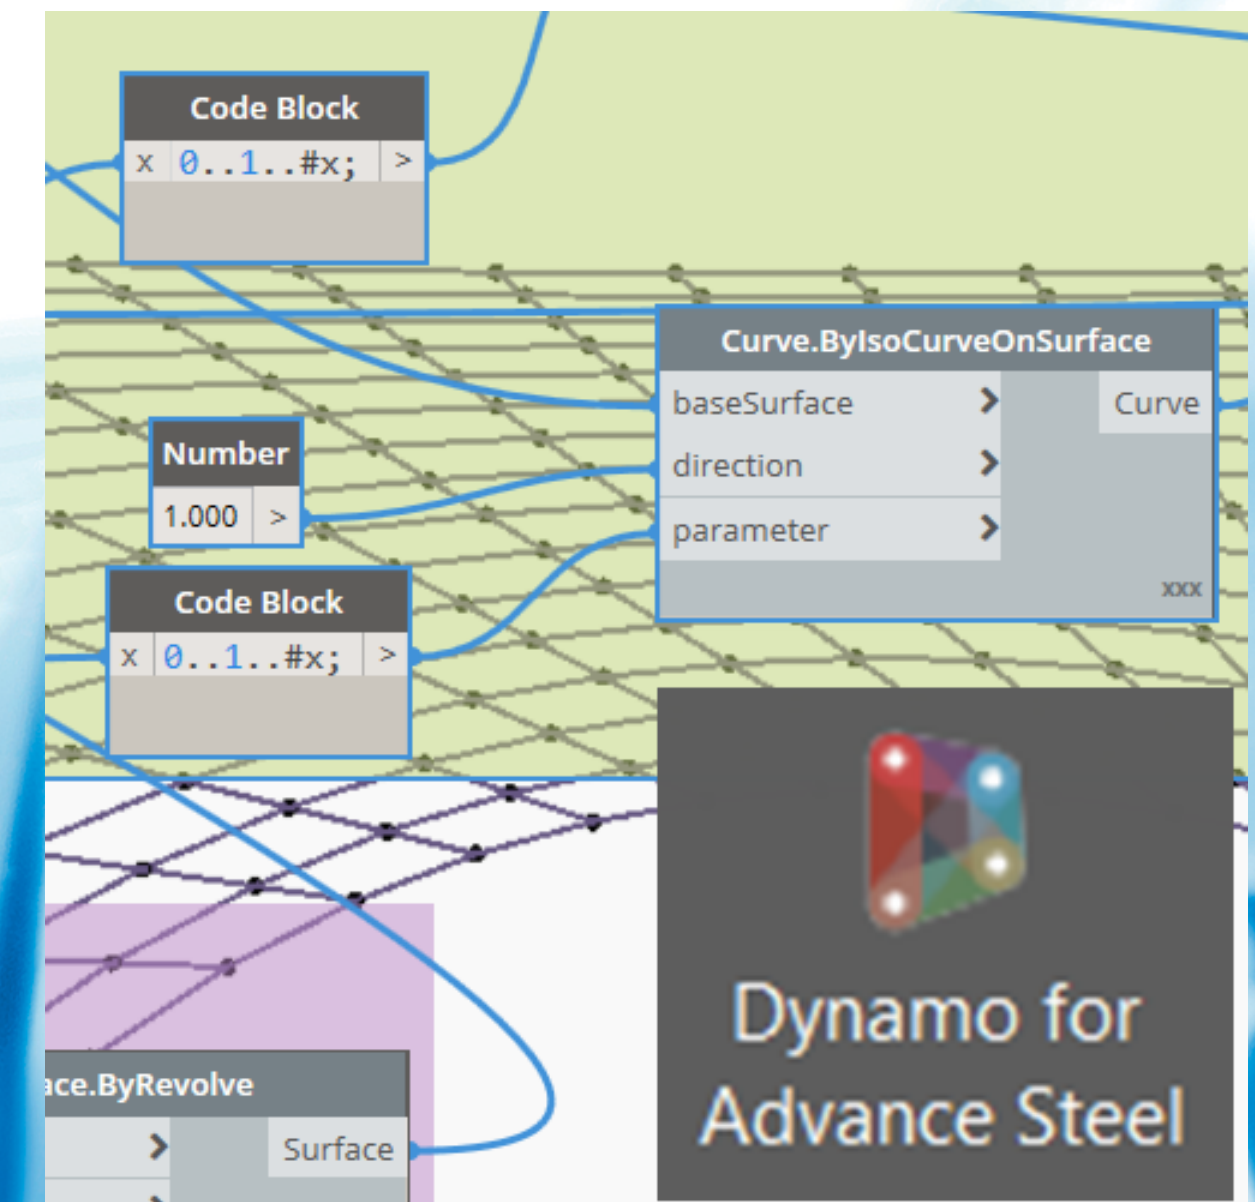 Code Block
x 0..1..#x; >
Curve.ByIsoCurveOnSurface
baseSurface > Curve
direction >
parameter >
xxx
Number
1.000 >
Code Block
x 0..1..#x; >
ace.ByRevolve
> Surface
Dynamo for
Advance Steel